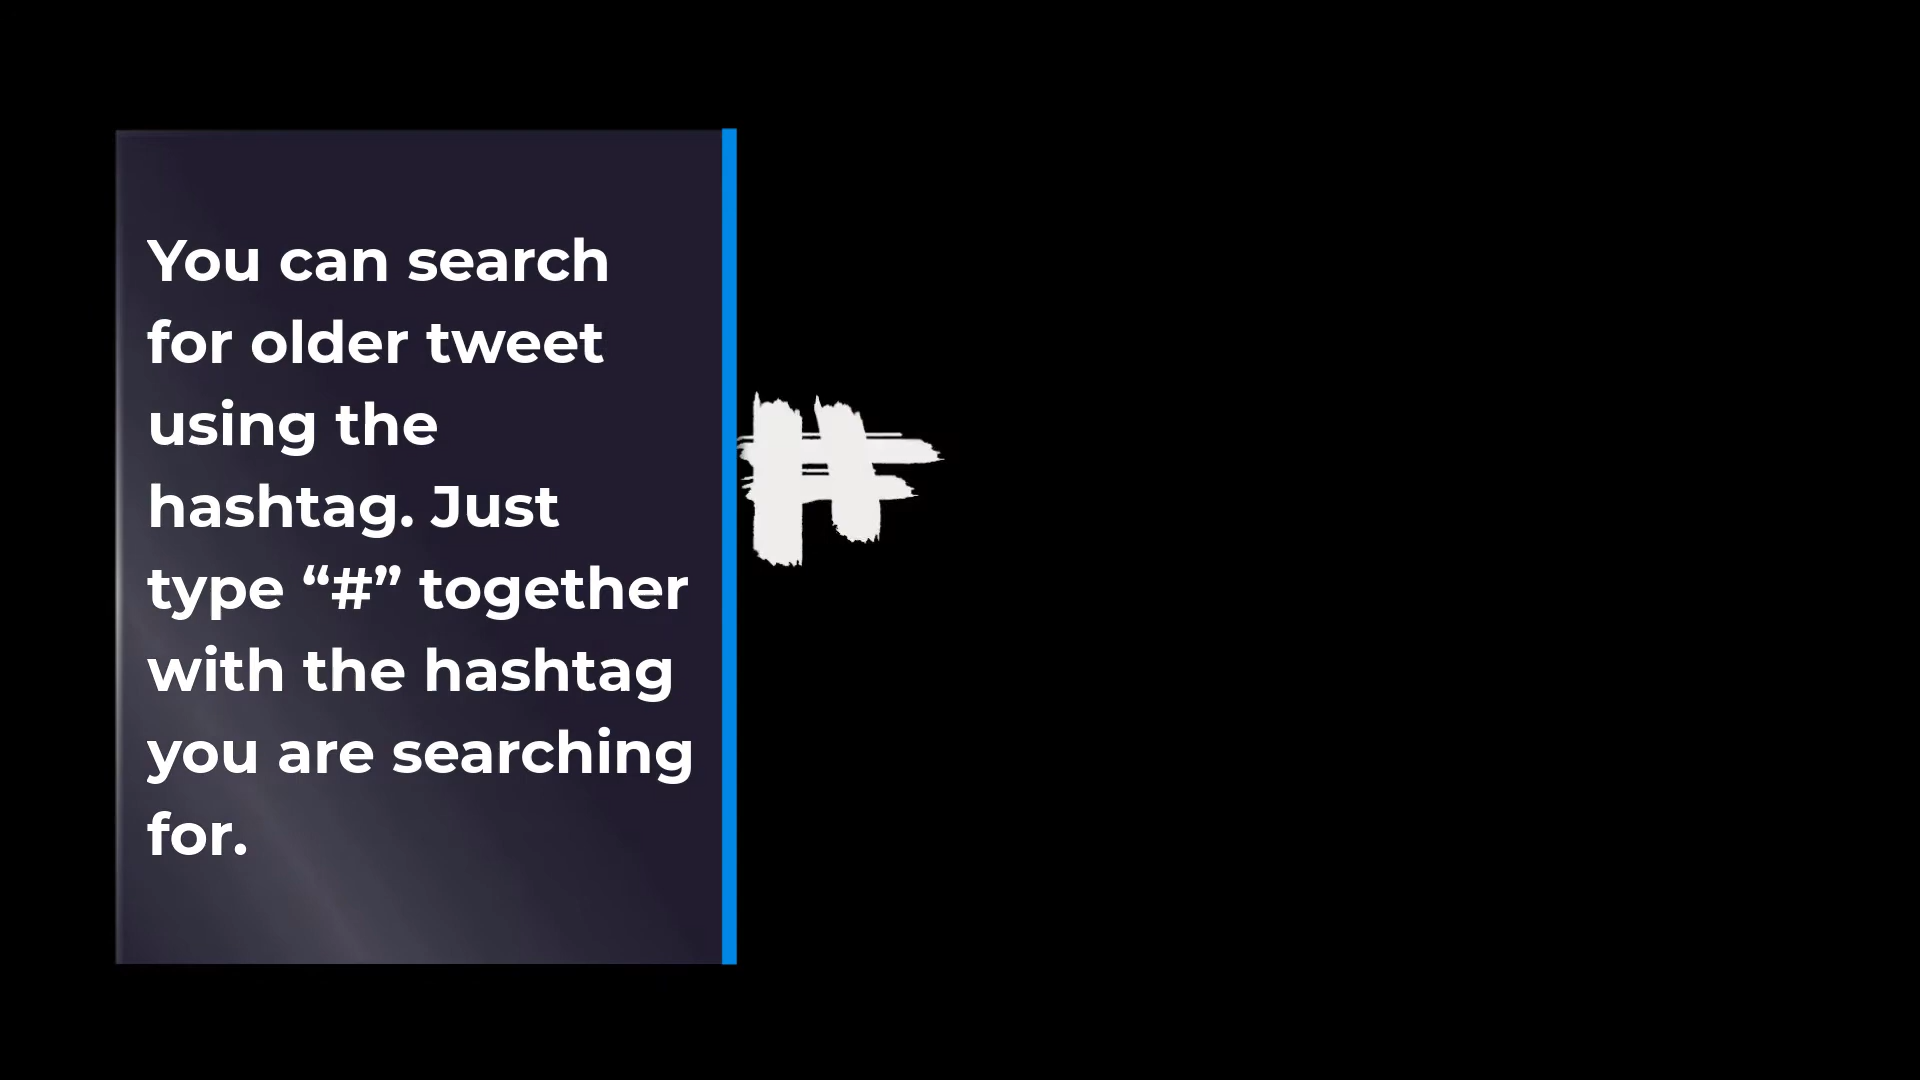 You can search
for older tweet
using the
hashtag. Just
type “#” together
with the hashtag
you are searching
for.
#